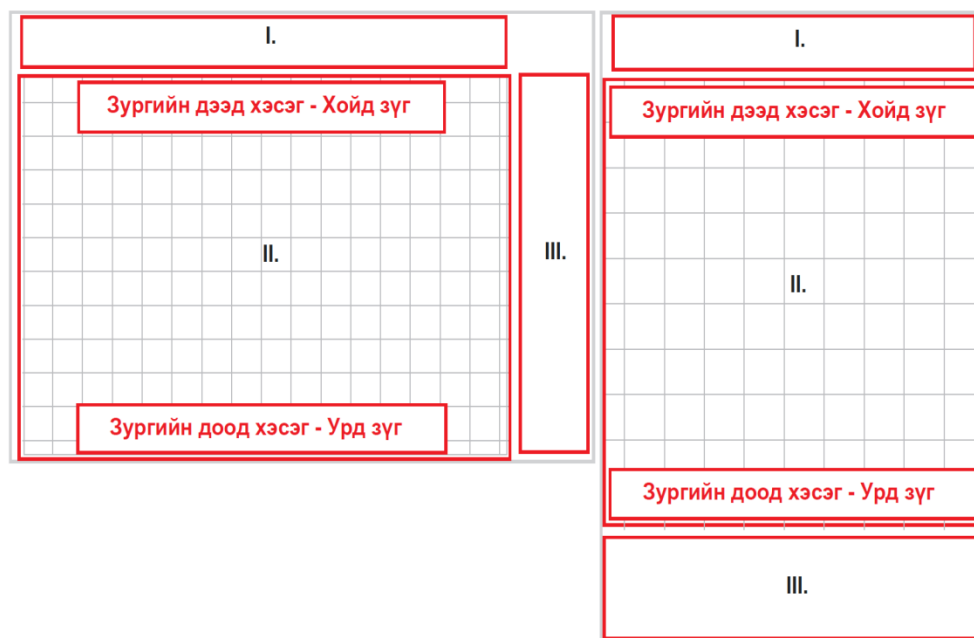 I.
Зургийн дээд хэсэг - Хойд зүг
II.
III.
Зургийн доод хэсэг - Урд зүг
I.
Зургийн дээд хэсэг - Хойд зүг
II.
Зургийн доод хэсэг - Урд зүг
III.